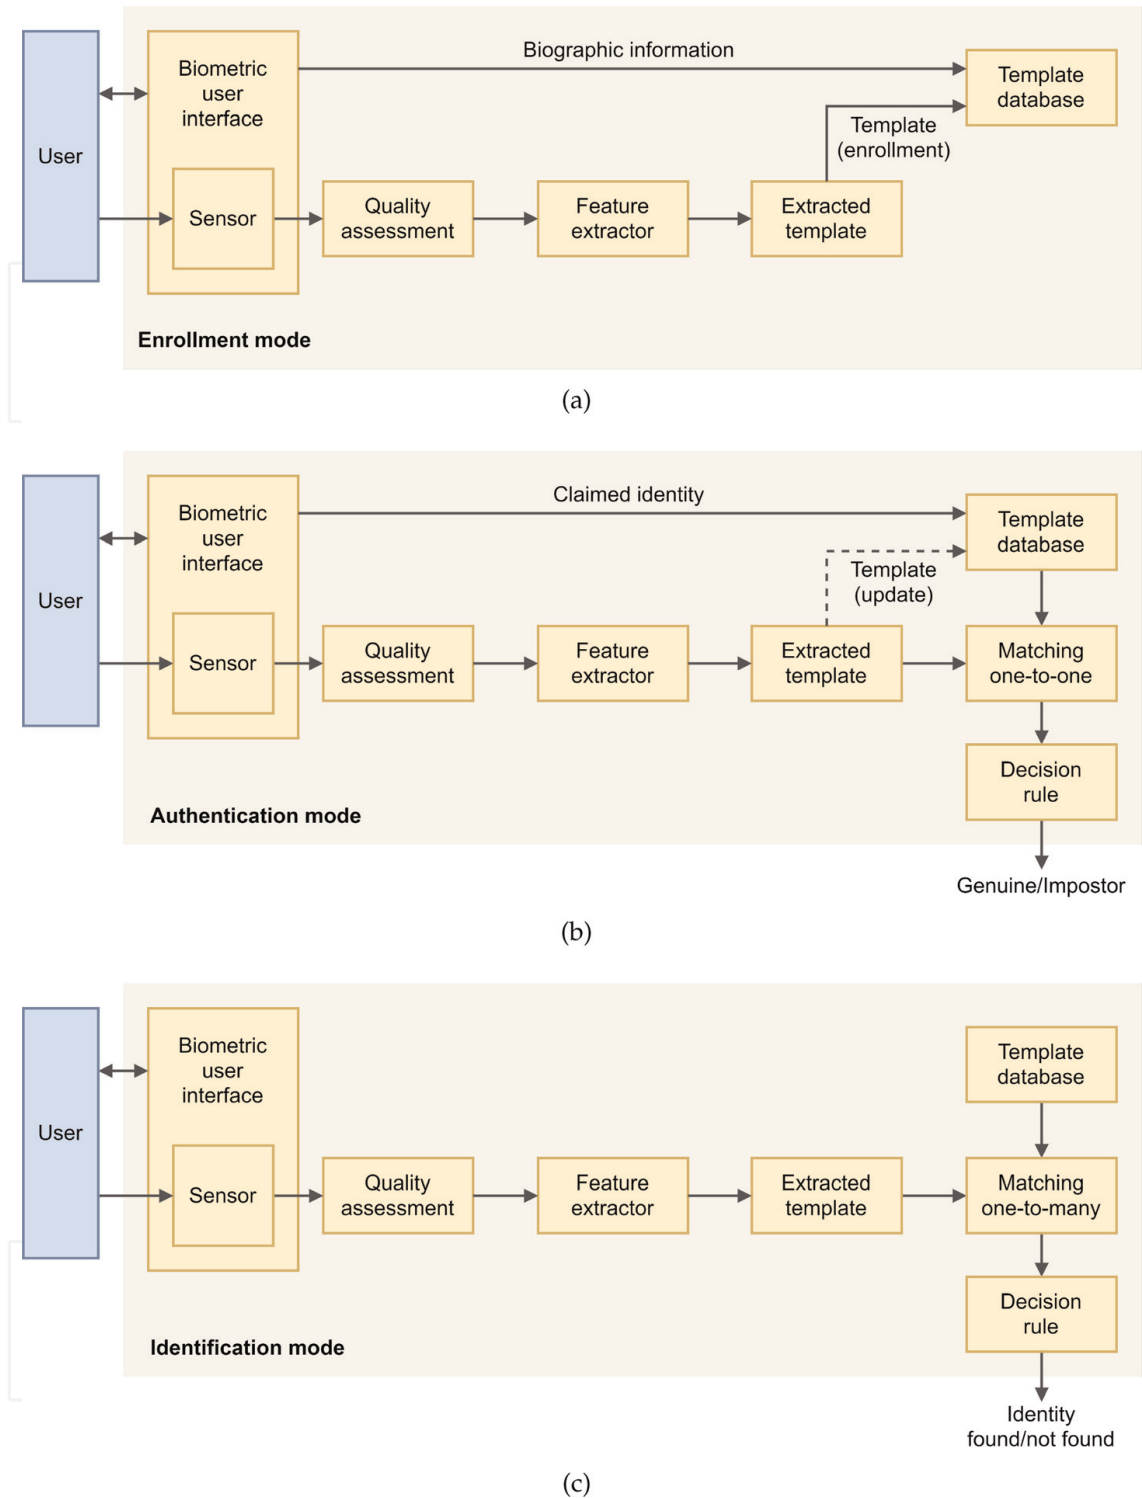 Biographic information
Biometric
user
interface
Template
database
Template
(enrollment)
User
Sensor
Quality
assessment
Feature
extractor
Extracted
template
Enrollment mode
(a)
Claimed identity
Biometric
user
interface
Template
database
Template
(update)
User
Sensor
Quality
assessment
Feature
extractor
Extracted
template
Matching
one-to-one
Decision
rule
Authentication mode
Genuine/Impostor
(b)
Biometric
user
interface
Template
database
User
Sensor
Quality
assessment
Feature
extractor
Extracted
template
Matching
one-to-many
Decision
rule
Identification mode
Identity
found/not found
(c)